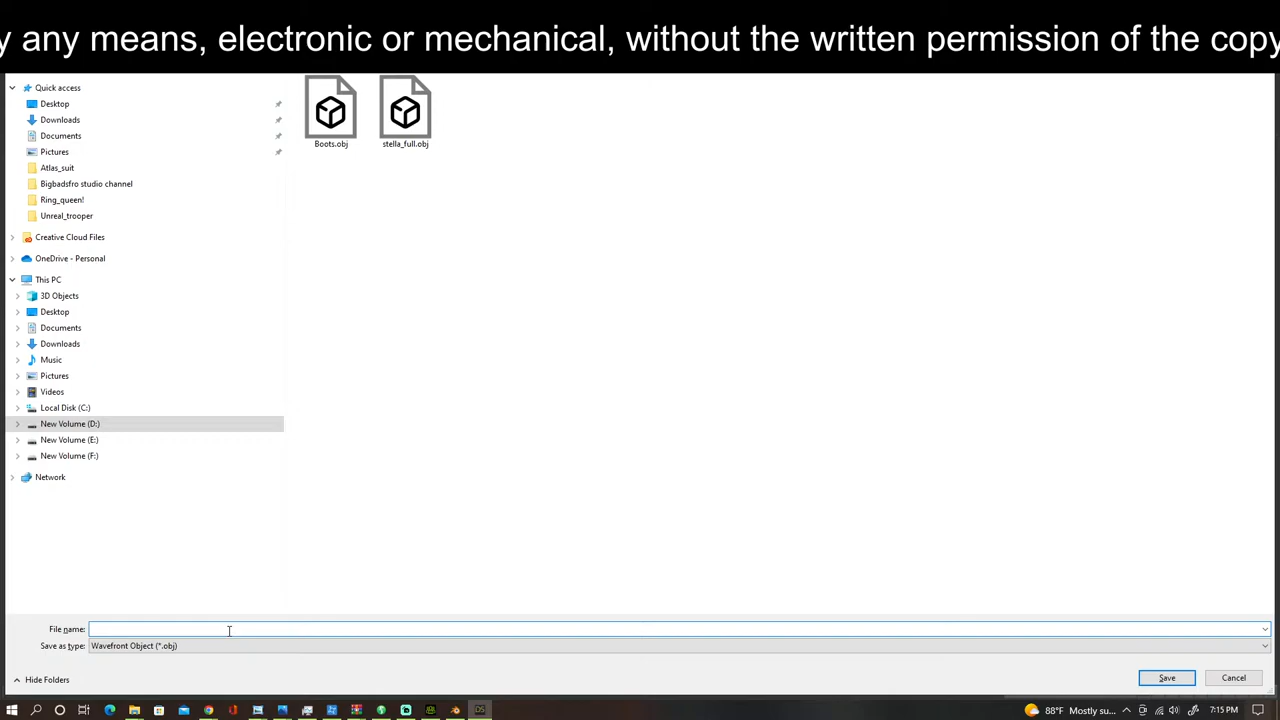 y any means, electronic or mechanical, without the written permission of the copy
Quick access
Desktop
Downloads
Documents
Pictures
Atlas_suit
Bigbadsfro studio channel
Ring_queen!
Unreal_trooper
Creative Cloud Files
OneDrive - Personal
This PC
3D Objects
Desktop
Documents
Downloads
Music
Pictures
Videos
Local Disk (C:)
New Volume (D:)
New Volume (E:)
New Volume (F:)
Network
Boots.obj
stella_full.obj
File name:
Save as type: Wavefront Object (*.obj)
Hide Folders
Save
Cancel
DS
88°F Mostly su...
7:15 PM